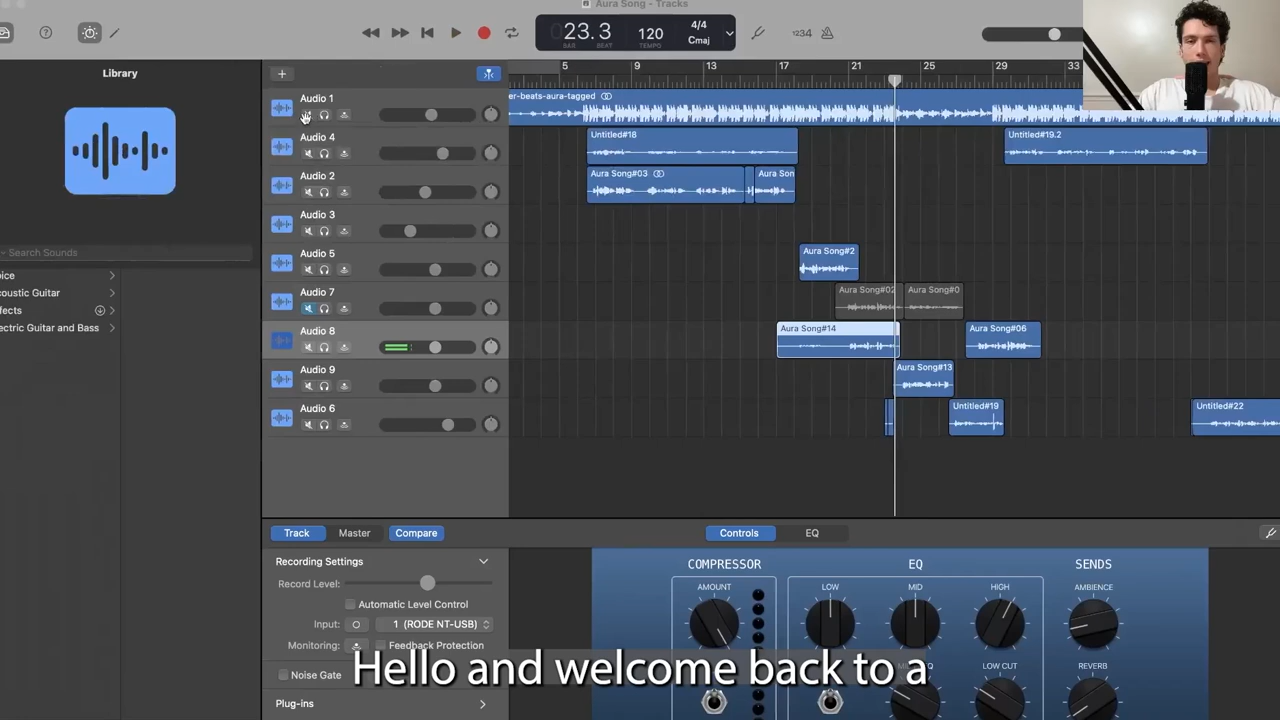 Aura Song - Tracks
23.3
BAR
BEAT
120
TEMPO
4/4
Cmaj
1234
Library
5
9
13
17
21
25
29
33
Audio 1
er-beats-aura-tagged
Audio 4
Untitled#18
Untitled#19.2
Audio 2
Aura Song#03
Aura Son
Audio 3
Audio 5
Aura Song#2
Search Sounds
oice
Audio 7
Aura Song#02
Aura Song#0
coustic Guitar
fects
ectric Guitar and Bass
Audio 8
Aura Song#14
Aura Song#06
Audio 9
Aura Song#13
Audio 6
Untitled#19
Untitled#22
Track
Master
Compare
Controls
EQ
Recording Settings
Record Level:
Automatic Level Control
Input:
1 (RODE NT-USB)
Monitoring:
Feedback Protection
Noise Gate
Plug-ins
COMPRESSOR
EQ
SENDS
AMOUNT
LOW
MID
HIGH
AMBIENCE
LOW CUT
REVERB
Hello and welcome back to a